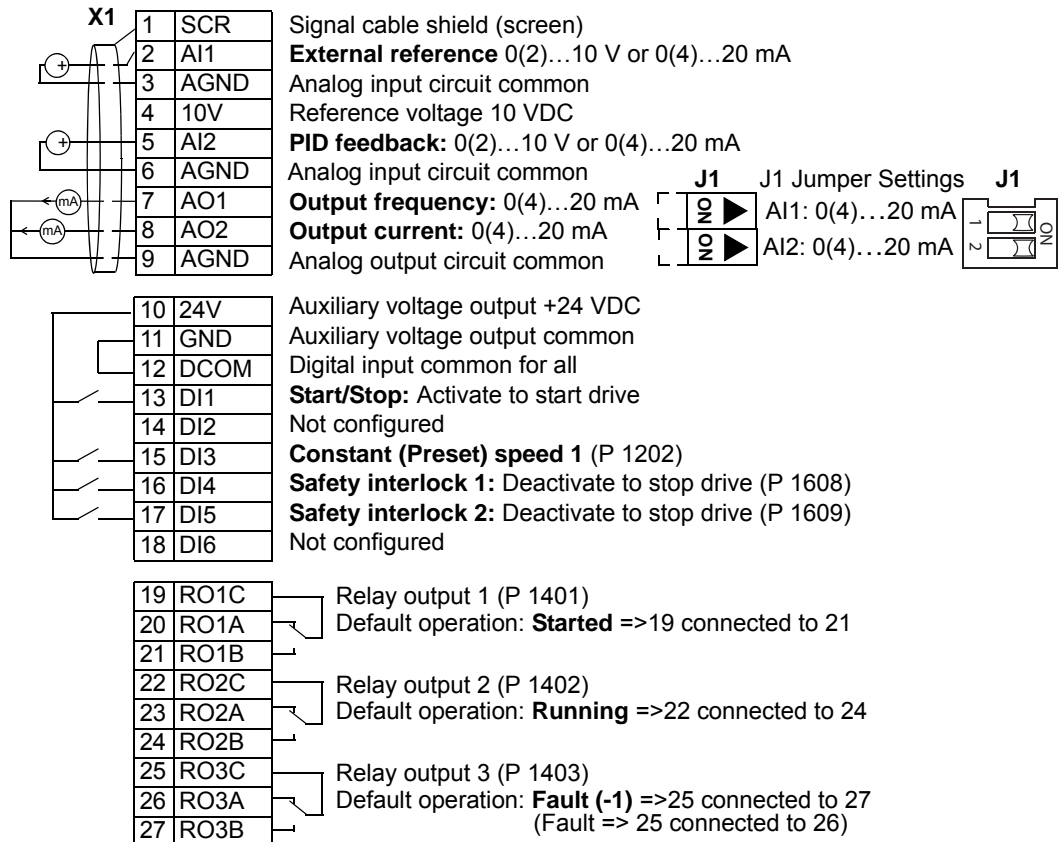 X1
1 SCR Signal cable shield (screen)
2 AI1 External reference 0(2)…10 V or 0(4)…20 mA
3 AGND Analog input circuit common
4 10V Reference voltage 10 VDC
5 AI2 PID feedback: 0(2)…10 V or 0(4)…20 mA
6 AGND Analog input circuit common
7 AO1 Output frequency: 0(4)…20 mA
8 AO2 Output current: 0(4)…20 mA
9 AGND Analog output circuit common
+
+
mA
mA
J1 J1 Jumper Settings J1
ON AI1: 0(4)…20 mA
ON AI2: 0(4)…20 mA
1
2
ON
10 24V Auxiliary voltage output +24 VDC
11 GND Auxiliary voltage output common
12 DCOM Digital input common for all
13 DI1 Start/Stop: Activate to start drive
14 DI2 Not configured
15 DI3 Constant (Preset) speed 1 (P 1202)
16 DI4 Safety interlock 1: Deactivate to stop drive (P 1608)
17 DI5 Safety interlock 2: Deactivate to stop drive (P 1609)
18 DI6 Not configured
19 RO1C Relay output 1 (P 1401)
20 RO1A Default operation: Started =>19 connected to 21
21 RO1B
22 RO2C Relay output 2 (P 1402)
23 RO2A Default operation: Running =>22 connected to 24
24 RO2B
25 RO3C Relay output 3 (P 1403)
26 RO3A Default operation: Fault (-1) =>25 connected to 27
27 RO3B (Fault => 25 connected to 26)